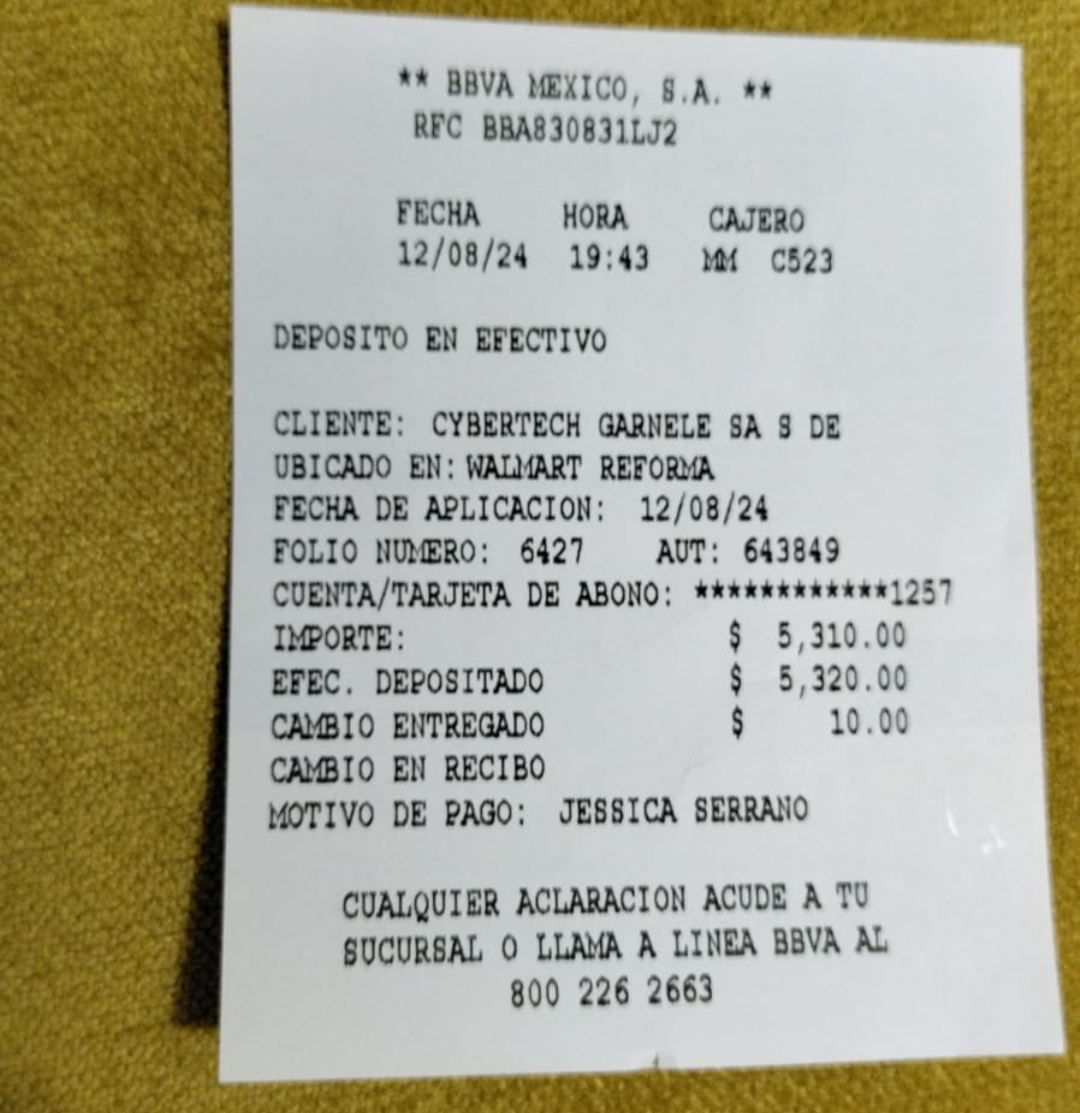 ** BBVA MEXICO, S.A. **
RFC BBA830831LJ2
FECHA HORA CAJERO
12/08/24 19:43 MM C523
DEPOSITO EN EFECTIVO
CLIENTE: CYBERTECH GARNELE SA S DE
UBICADO EN: WALMART REFORMA
FECHA DE APLICACION: 12/08/24
FOLIO NUMERO: 6427 AUT: 643849
CUENTA/TARJETA DE ABONO: ************1257
IMPORTE: $ 5,310.00
EFEC. DEPOSITADO $ 5,320.00
CAMBIO ENTREGADO $ 10.00
CAMBIO EN RECIBO
MOTIVO DE PAGO: JESSICA SERRANO
CUALQUIER ACLARACION ACUDE A TU
SUCURSAL O LLAMA A LINEA BBVA AL
800 226 2663